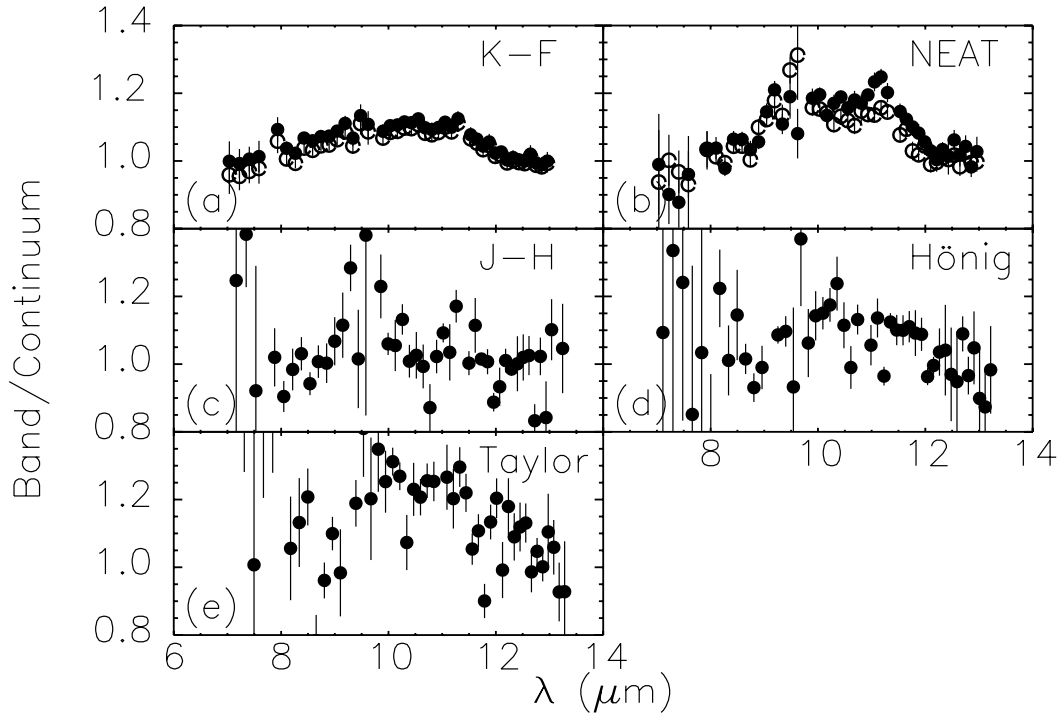 1.4
K-F
NEAT
1.2
1.0
(a)
(b)
0.8
J-H
Hönig
1.2
1.0
(c)
(d)
0.8
8 10 12 14
Taylor
1.2
1.0
(e)
0.8
6 8 10 12 14
λ (μm)
Band/Continuum